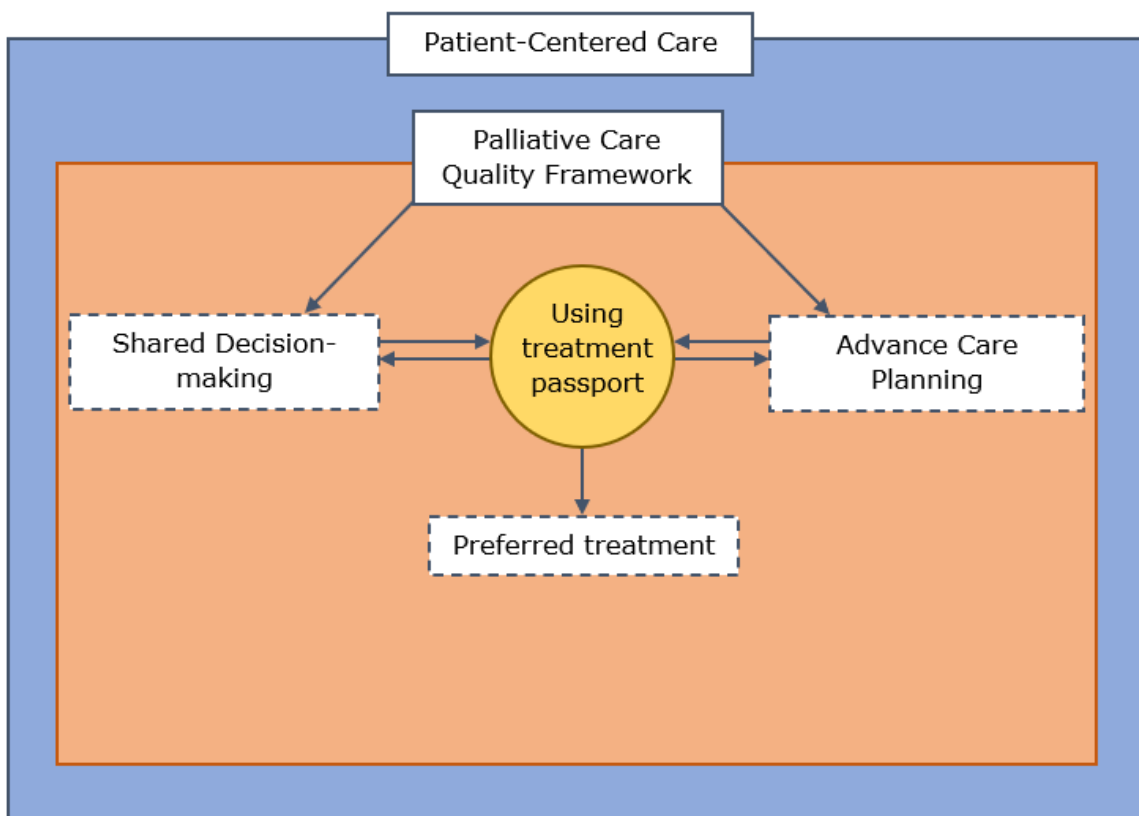 Patient-Centered Care
Palliative Care
Quality Framework
Using
treatment
passport
Shared Decision-
making
Advance Care
Planning
Preferred treatment